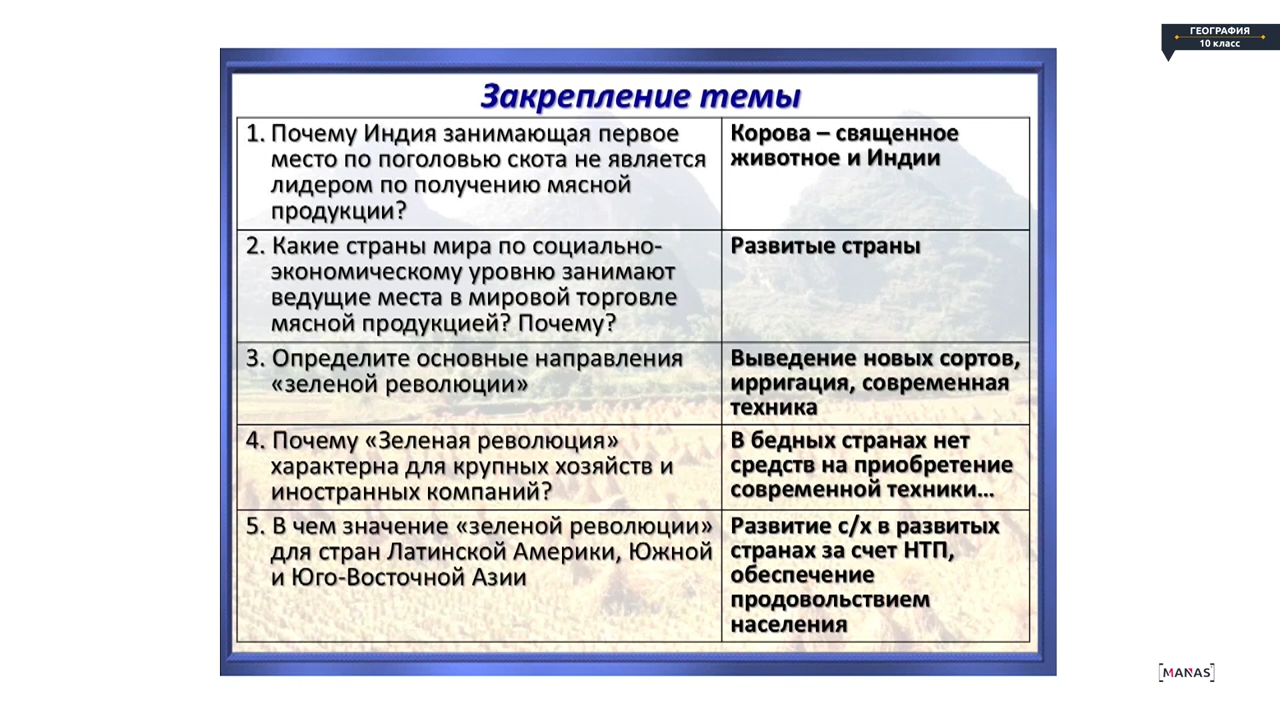 ГЕОГРАФИЯ
10 класс
Закрепление темы
1. Почему Индия занимающая первое
место по поголовью скота не является
лидером по получению мясной
продукции?
Корова – священное
животное и Индии
2. Какие страны мира по социально-
экономическому уровню занимают
ведущие места в мировой торговле
мясной продукцией? Почему?
Развитые страны
3. Определите основные направления
«зеленой революции»
Выведение новых сортов,
ирригация, современная
техника
4. Почему «Зеленая революция»
характерна для крупных хозяйств и
иностранных компаний?
В бедных странах нет
средств на приобретение
современной техники…
5. В чем значение «зеленой революции»
для стран Латинской Америки, Южной
и Юго-Восточной Азии
Развитие с/х в развитых
странах за счет НТП,
обеспечение
продовольствием
населения
[MANAS]